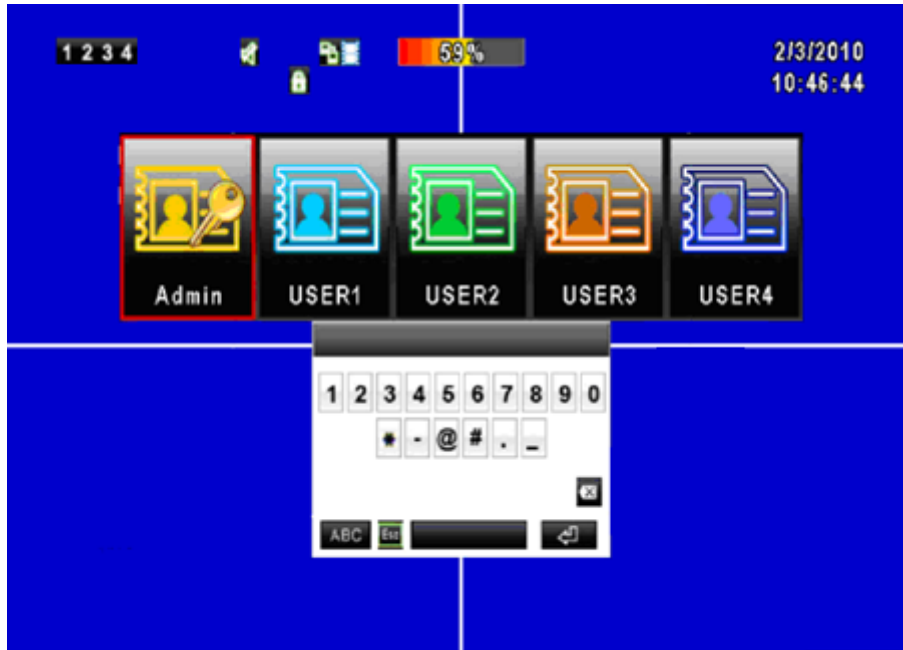 1 2 3 4
59%
2/3/2010
10:46:44
Admin USER1 USER2 USER3 USER4
1 2 3 4 5 6 7 8 9 0
* - @ # . _
ABC Esc